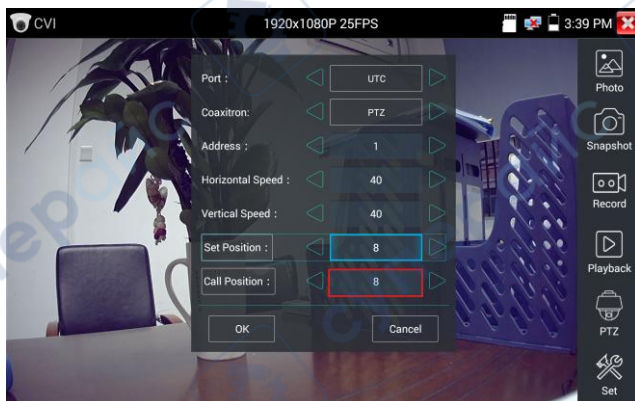 CVI
1920x1080P 25FPS
3:39 PM
Port :
UTC
Coaxitron:
PTZ
Address :
1
Horizontal Speed :
40
Vertical Speed :
40
Set Position :
8
Call Position :
8
OK
Cancel
Photo
Snapshot
Record
Playback
PTZ
Set